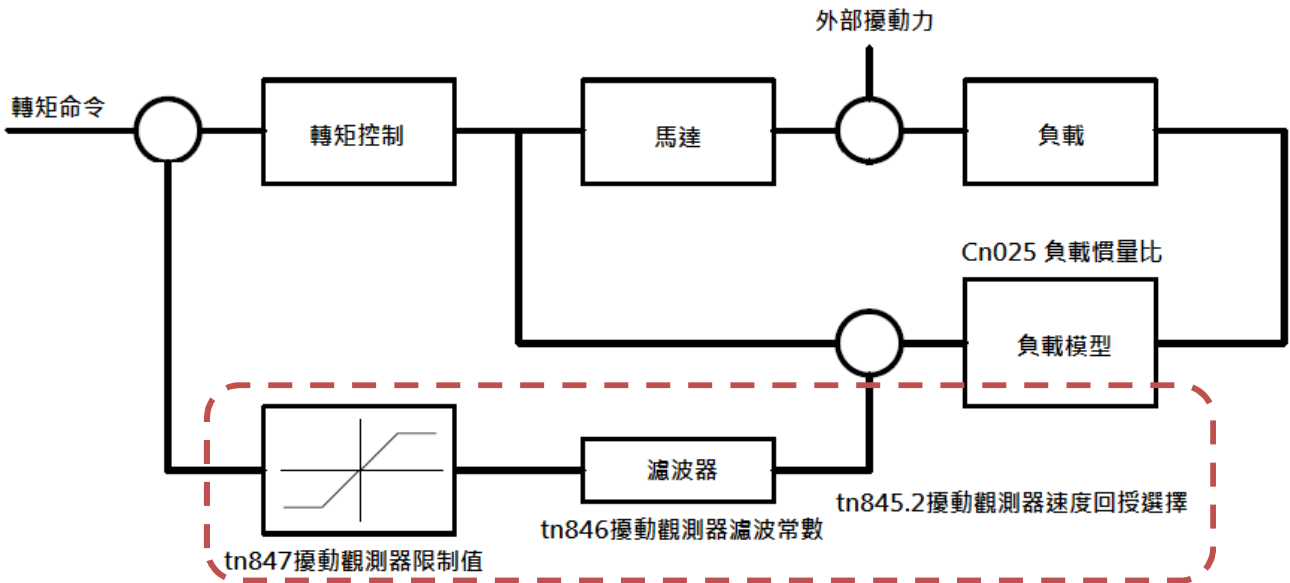 外部擾動力
轉矩命令
轉矩控制
馬達
負載
Cn025 負載慣量比
負載模型
濾波器
tn845.2擾動觀測器速度回授選擇
tn846擾動觀測器濾波常數
tn847擾動觀測器限制值